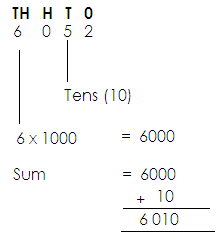 TH H T O
6 0 5 2
Tens (10)
6 x 1000 = 6000
Sum = 6000
+ 10
6 010